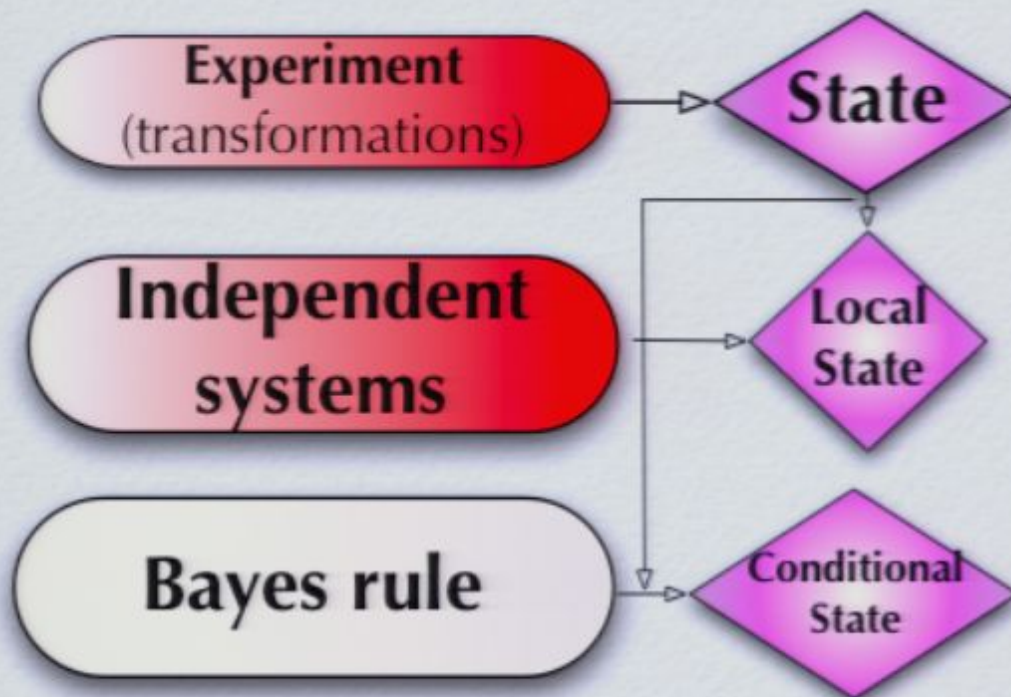 Experiment
(transformations)
State
Independent
systems
Local
State
Bayes rule
Conditional
State